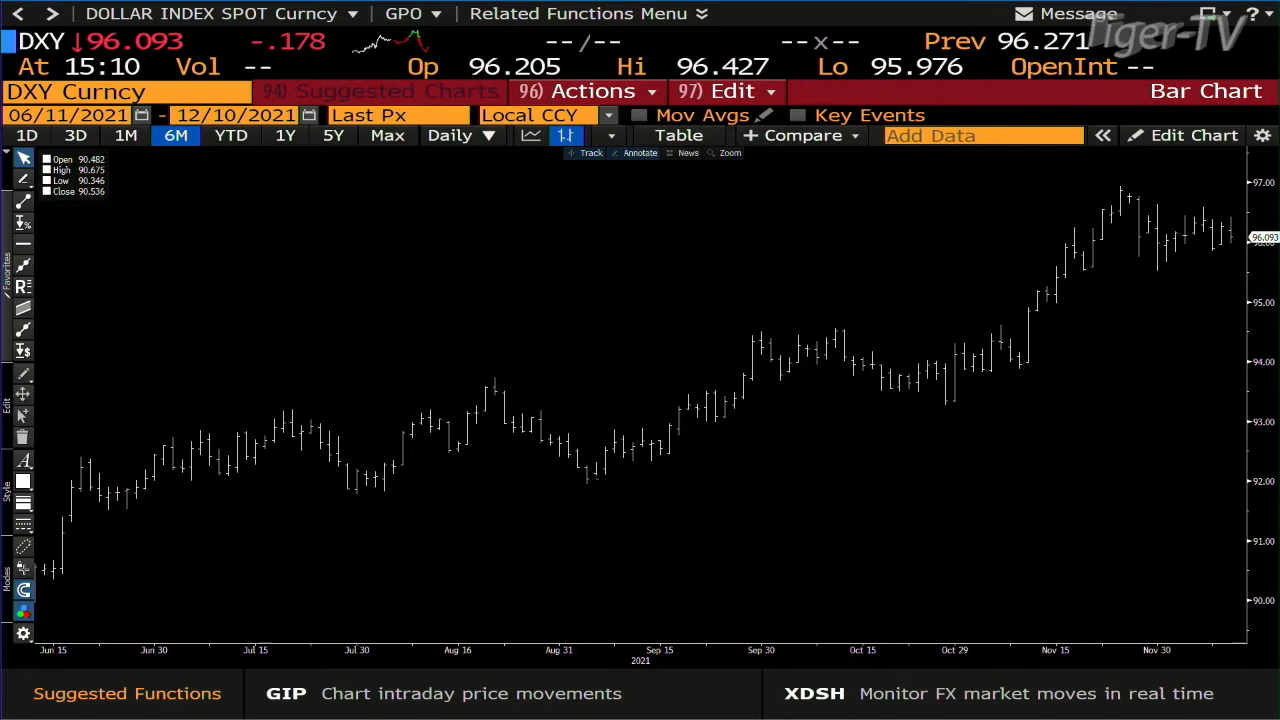 DOLLAR INDEX SPOT Curncy GPO Related Functions Menu Message ?
Tiger-TV
DXY ↓96.093 -.178 --/-- --x-- Prev 96.271
At 15:10 Vol -- Op 96.205 Hi 96.427 Lo 95.976 OpenInt --
DXY Curncy 94) Suggested Charts 96) Actions 97) Edit Bar Chart
06/11/2021 - 12/10/2021 Last Px Local CCY Mov Avgs Key Events
1D 3D 1M 6M YTD 1Y 5Y Max Daily Table + Compare Add Data « Edit Chart
Track Annotate News Zoom
Open 90.482
High 90.675
Low 90.346
Close 90.536
Favorites
Edit
Style
Modes
97.00
96.093
96.00
95.00
94.00
93.00
92.00
91.00
90.00
Jun 15 Jun 30 Jul 15 Jul 30 Aug 16 Aug 31 Sep 15 Sep 30 Oct 15 Oct 29 Nov 15 Nov 30
2021
Suggested Functions GIP Chart intraday price movements XDSH Monitor FX market moves in real time